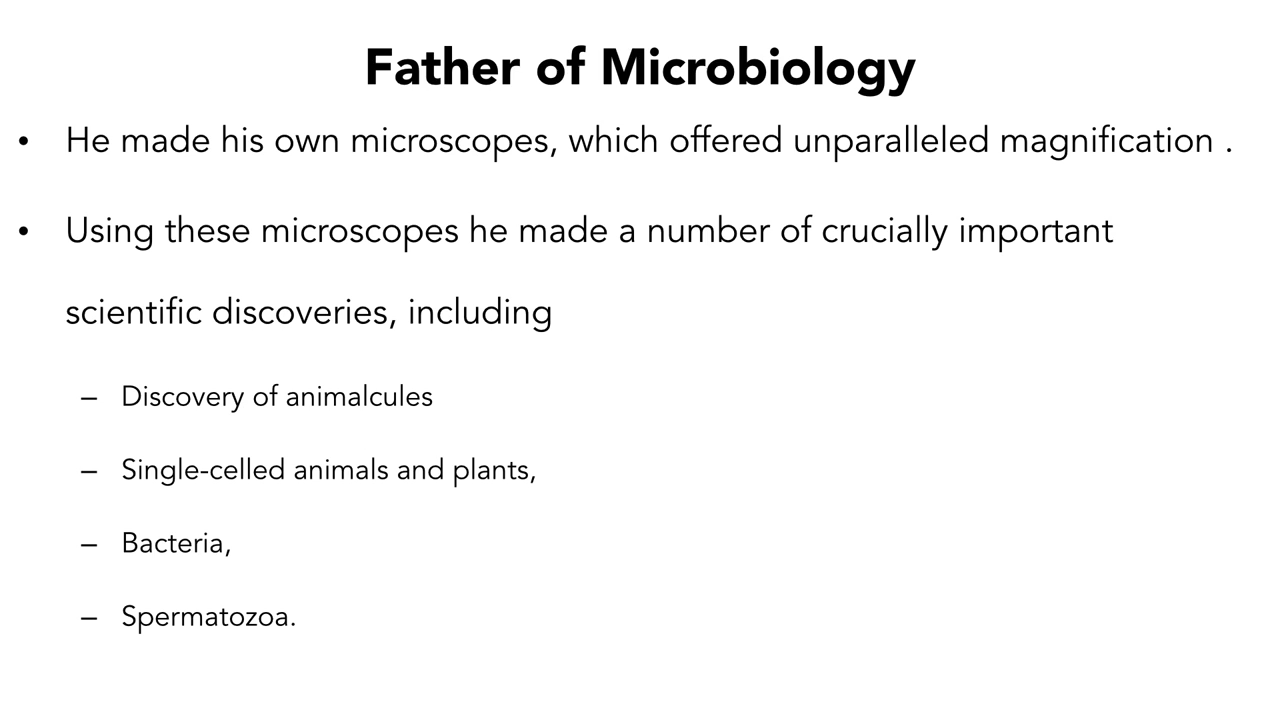 Father of Microbiology
• He made his own microscopes, which offered unparalleled magnification .
• Using these microscopes he made a number of crucially important
scientific discoveries, including
– Discovery of animalcules
– Single-celled animals and plants,
– Bacteria,
– Spermatozoa.